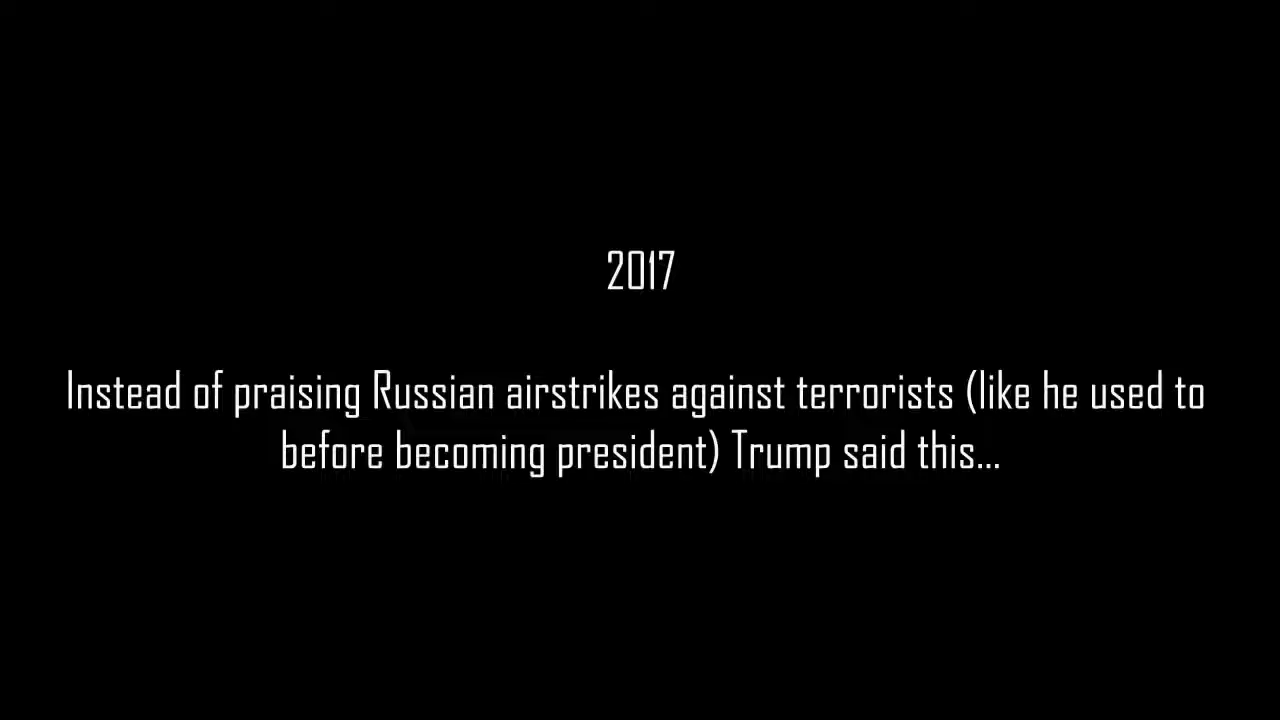 2017
Instead of praising Russian airstrikes against terrorists (like he used to
before becoming president) Trump said this...